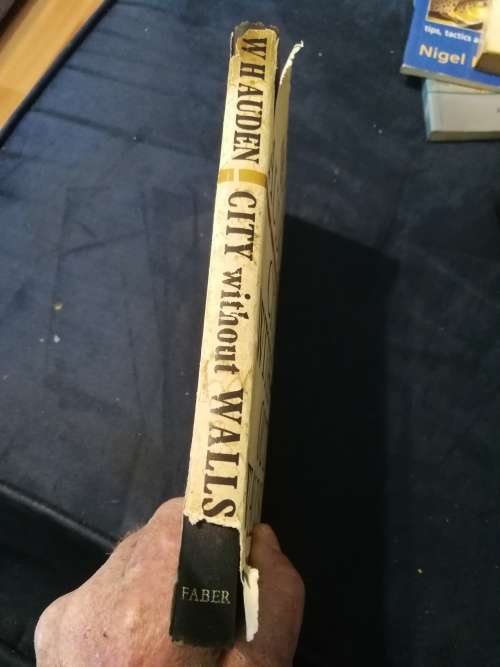 W H AUDEN
CITY without WALLS
FABER
tips, tactics a
Nigel